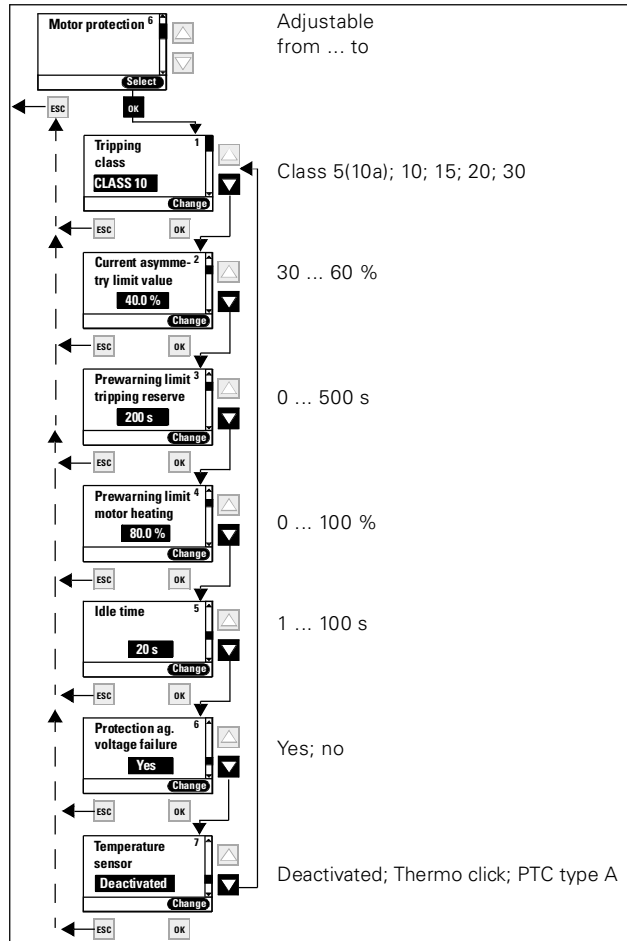 Motor protection 6
Select
Adjustable
from ... to
ESC
OK
Tripping 1
class
CLASS 10
Change
Class 5(10a); 10; 15; 20; 30
ESC
OK
Current asymme- 2
try limit value
40.0 %
Change
30 ... 60 %
ESC
OK
Prewarning limit 3
tripping reserve
200 s
Change
0 ... 500 s
ESC
OK
Prewarning limit 4
motor heating
80.0 %
Change
0 ... 100 %
ESC
OK
Idle time 5
20 s
Change
1 ... 100 s
ESC
OK
Protection ag. 6
voltage failure
Yes
Change
Yes; no
ESC
OK
Temperature 7
sensor
Deactivated
Change
Deactivated; Thermo click; PTC type A
ESC
OK